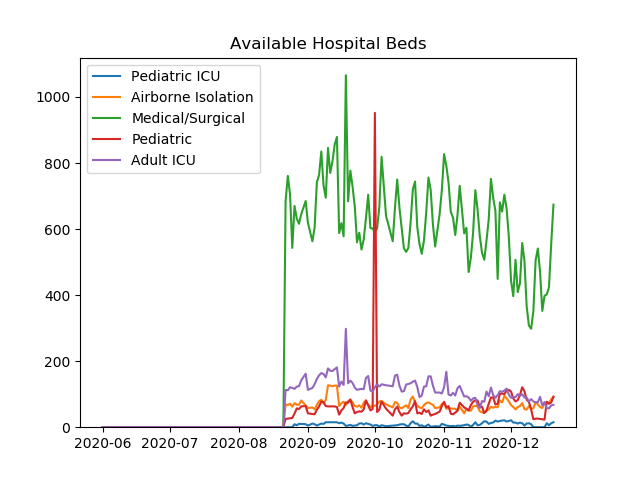 Available Hospital Beds
Pediatric ICU
Airborne Isolation
Medical/Surgical
Pediatric
Adult ICU
1000
800
600
400
200
0
2020-06 2020-07 2020-08 2020-09 2020-10 2020-11 2020-12